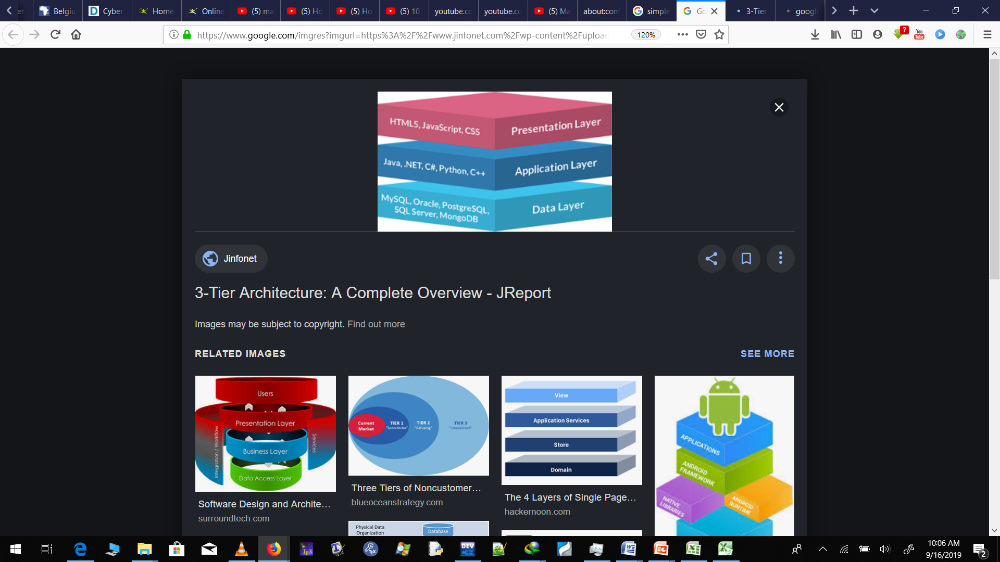 Belgiu
Cyber
Home
Online
(5) ma
(5) Ho
(5) Ho
(5) 10
youtube.co
youtube.co
(5) Ma
about:conf
simple
Go
3-Tier
google
https://www.google.com/imgres?imgurl=https%3A%2F%2Fwww.jinfonet.com%2Fwp-content%2Fupload
120%
HTML5, JavaScript, CSS
Presentation Layer
Java, .NET, C#, Python, C++
Application Layer
MySQL, Oracle, PostgreSQL,
SQL Server, MongoDB
Data Layer
Jinfonet
3-Tier Architecture: A Complete Overview - JReport
Images may be subject to copyright. Find out more
RELATED IMAGES
SEE MORE
Users
Presentation Layer
Business Layer
Data Access Layer
Integration / Workflow
Services
Software Design and Archite...
surroundtech.com
Current
Market
TIER 1
"Soon-to-be"
TIER 2
"Refusing"
TIER 3
"Unexplored"
Three Tiers of Noncustomer...
blueoceanstrategy.com
Physical Data
Organization
Database
View
Application Services
Store
Domain
The 4 Layers of Single Page...
hackernoon.com
APPLICATIONS
ANDROID
FRAMEWORK
NATIVE
LIBRARIES
ANDROID
RUNTIME
10:06 AM
9/16/2019
2